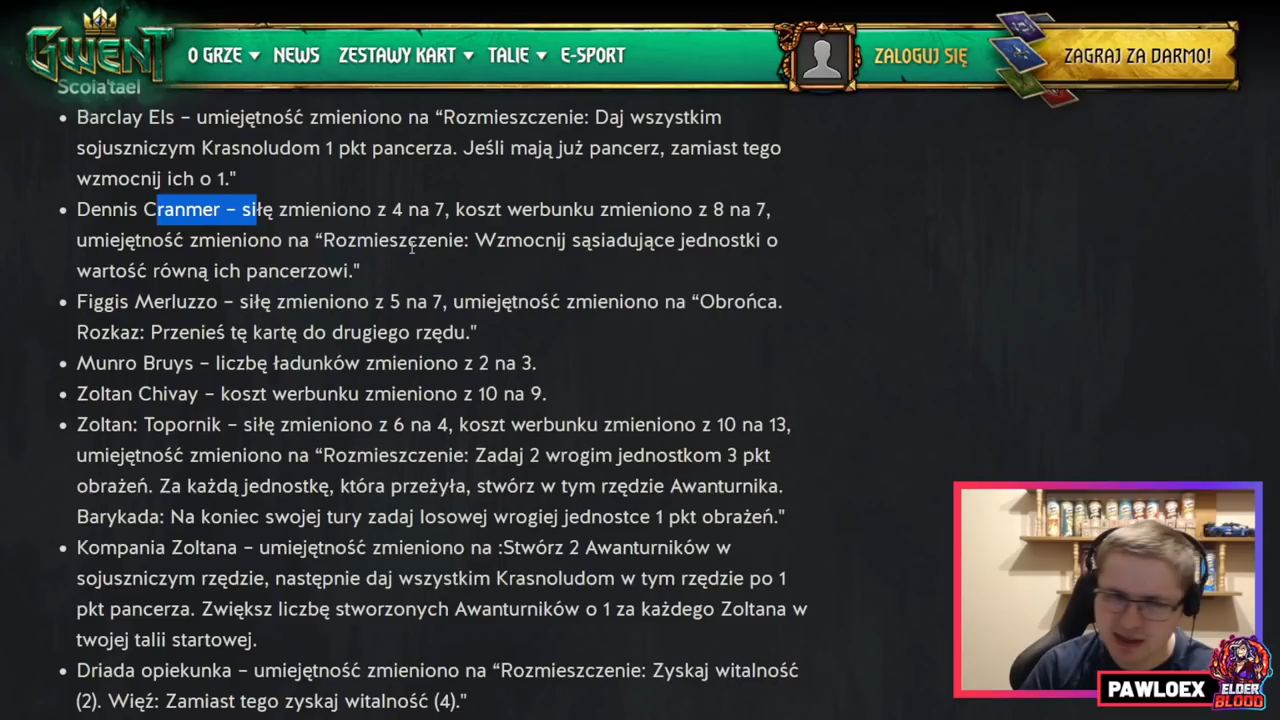 GWENT
O GRZE
NEWS
ZESTAWY KART
TALIE
E-SPORT
ZALOGUJ SIĘ
ZAGRAJ ZA DARMO!
Scoia'tael
• Barclay Els – umiejętność zmieniono na “Rozmieszczenie: Daj wszystkim
sojuszniczym Krasnoludom 1 pkt pancerza. Jeśli mają już pancerz, zamiast tego
wzmocnij ich o 1."
• Dennis Cranmer – siłę zmieniono z 4 na 7, koszt werbunku zmieniono z 8 na 7,
umiejętność zmieniono na “Rozmieszczenie: Wzmocnij sąsiadujące jednostki o
wartość równą ich pancerzowi."
• Figgis Merluzzo – siłę zmieniono z 5 na 7, umiejętność zmieniono na “Obrońca.
Rozkaz: Przenieś tę kartę do drugiego rzędu."
• Munro Bruys – liczbę ładunków zmieniono z 2 na 3.
• Zoltan Chivay – koszt werbunku zmieniono z 10 na 9.
• Zoltan: Topornik – siłę zmieniono z 6 na 4, koszt werbunku zmieniono z 10 na 13,
umiejętność zmieniono na “Rozmieszczenie: Zadaj 2 wrogim jednostkom 3 pkt
obrażeń. Za każdą jednostkę, która przeżyła, stwórz w tym rzędzie Awanturnika.
Barykada: Na koniec swojej tury zadaj losowej wrogiej jednostce 1 pkt obrażeń."
• Kompania Zoltana – umiejętność zmieniono na :Stwórz 2 Awanturników w
sojuszniczym rzędzie, następnie daj wszystkim Krasnoludom w tym rzędzie po 1
pkt pancerza. Zwiększ liczbę stworzonych Awanturników o 1 za każdego Zoltana w
twojej talii startowej.
• Driada opiekunka – umiejętność zmieniono na “Rozmieszczenie: Zyskaj witalność
(2). Więź: Zamiast tego zyskaj witalność (4)."
PAWLOEX
ELDER
BLOOD